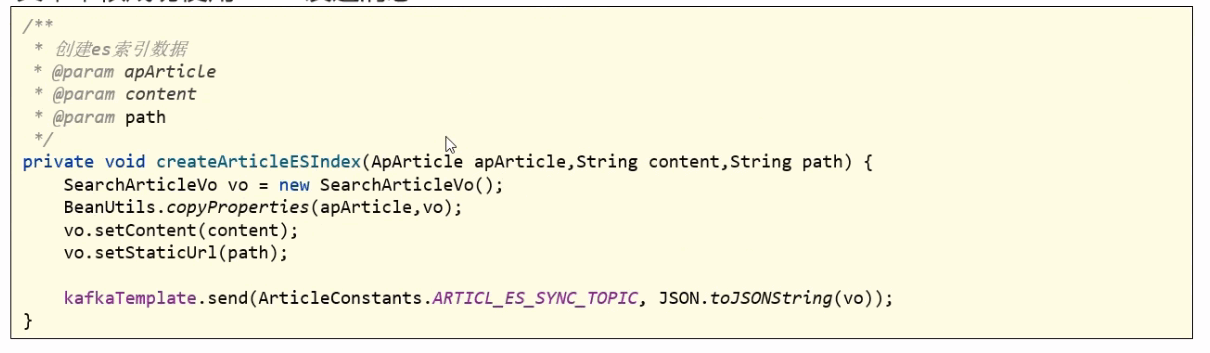 /**
 * 创建es索引数据
 * @param apArticle
 * @param content
 * @param path
 */
private void createArticleESIndex(ApArticle apArticle,String content,String path) {
    SearchArticleVo vo = new SearchArticleVo();
    BeanUtils.copyProperties(apArticle,vo);
    vo.setContent(content);
    vo.setStaticUrl(path);

    kafkaTemplate.send(ArticleConstants.ARTICL_ES_SYNC_TOPIC, JSON.toJSONString(vo));
}